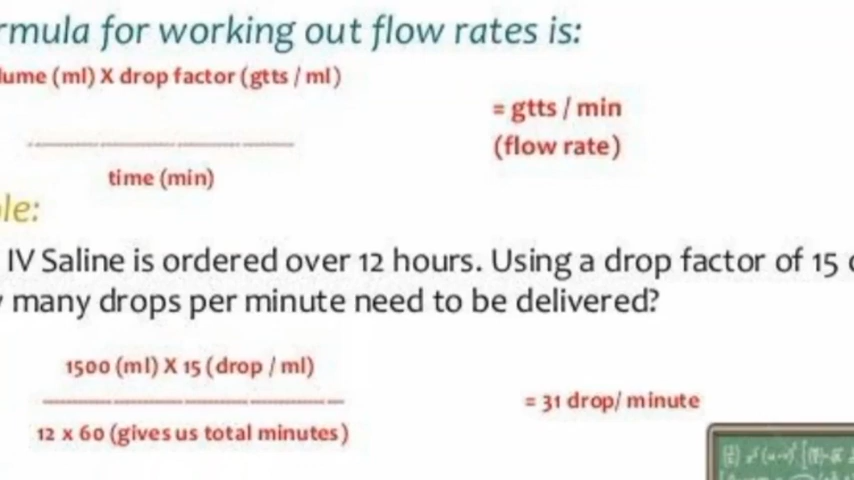 rmula for working out flow rates is:
lume (ml) X drop factor (gtts / ml)
= gtts / min
(flow rate)
time (min)
le:
IV Saline is ordered over 12 hours. Using a drop factor of 15
many drops per minute need to be delivered?
1500 (ml) X 15 (drop / ml)
= 31 drop/ minute
12 x 60 (gives us total minutes)